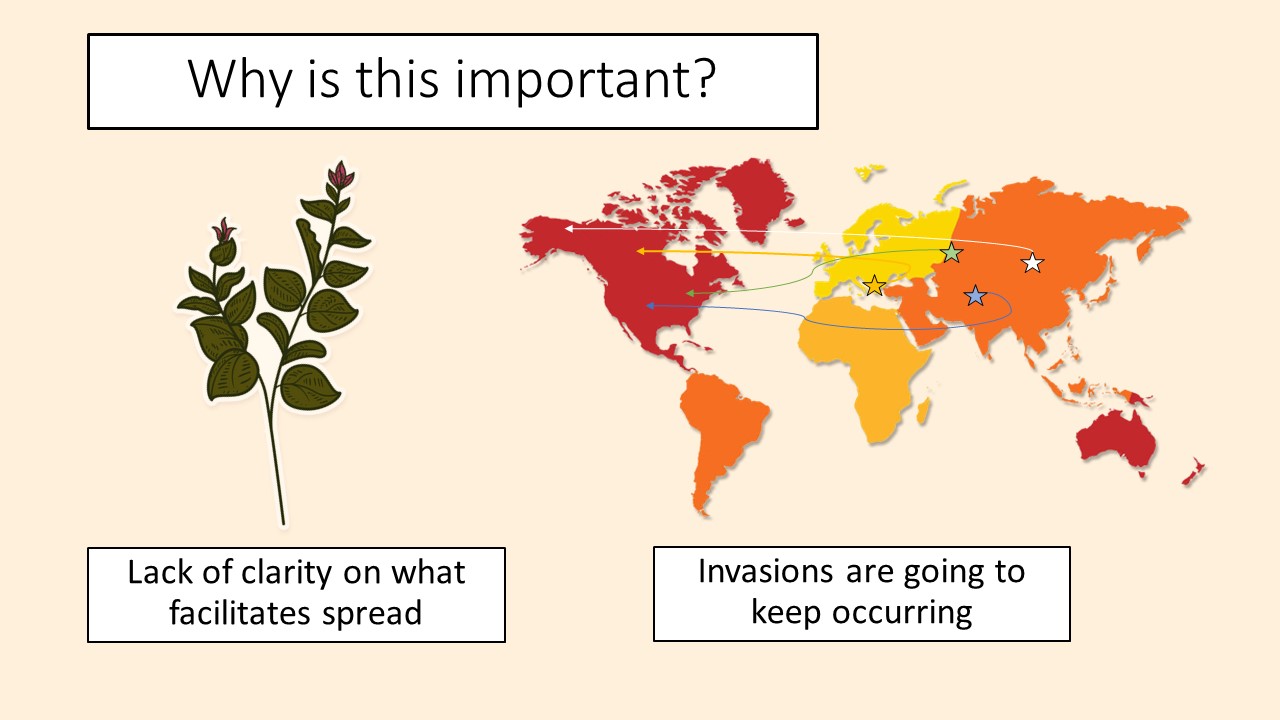 Why is this important?
Lack of clarity on what
facilitates spread
Invasions are going to
keep occurring